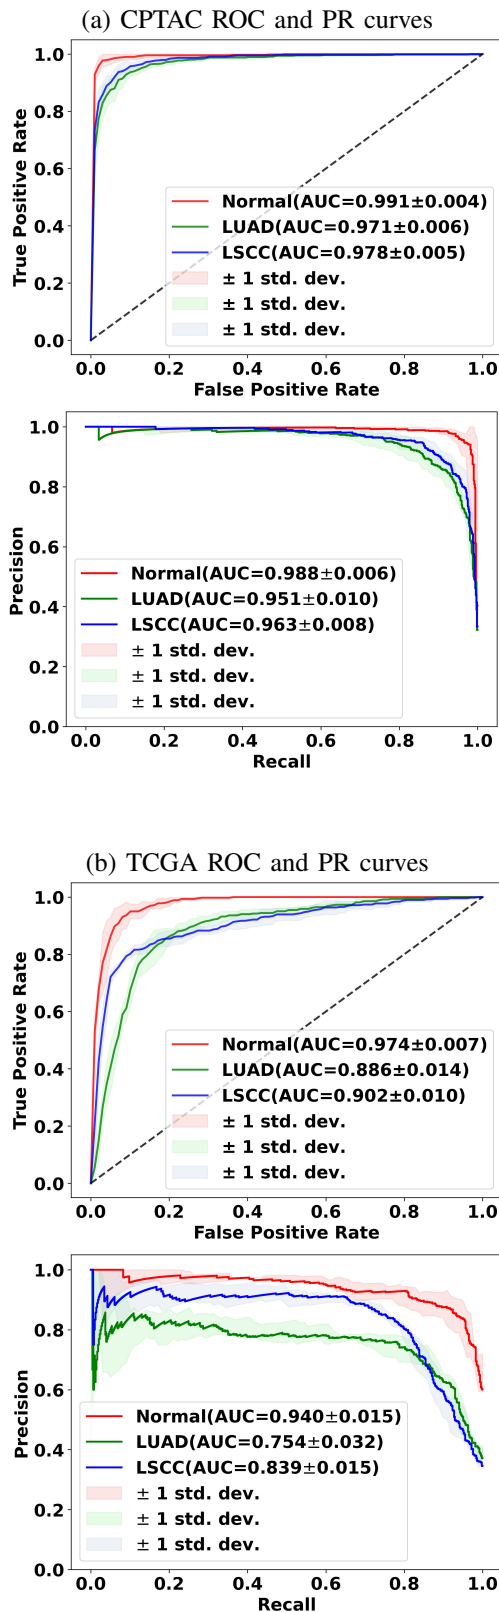 (a) CPTAC ROC and PR curves
1.0
0.8
0.6
0.4
0.2
0.0
True Positive Rate
Normal(AUC=0.991±0.004)
LUAD(AUC=0.971±0.006)
LSCC(AUC=0.978±0.005)
± 1 std. dev.
± 1 std. dev.
± 1 std. dev.
0.0 0.2 0.4 0.6 0.8 1.0
False Positive Rate
1.0
0.8
0.6
0.4
0.2
0.0
Precision
Normal(AUC=0.988±0.006)
LUAD(AUC=0.951±0.010)
LSCC(AUC=0.963±0.008)
± 1 std. dev.
± 1 std. dev.
± 1 std. dev.
0.0 0.2 0.4 0.6 0.8 1.0
Recall
(b) TCGA ROC and PR curves
1.0
0.8
0.6
0.4
0.2
0.0
True Positive Rate
Normal(AUC=0.974±0.007)
LUAD(AUC=0.886±0.014)
LSCC(AUC=0.902±0.010)
± 1 std. dev.
± 1 std. dev.
± 1 std. dev.
0.0 0.2 0.4 0.6 0.8 1.0
False Positive Rate
1.0
0.8
0.6
0.4
0.2
0.0
Precision
Normal(AUC=0.940±0.015)
LUAD(AUC=0.754±0.032)
LSCC(AUC=0.839±0.015)
± 1 std. dev.
± 1 std. dev.
± 1 std. dev.
0.0 0.2 0.4 0.6 0.8 1.0
Recall